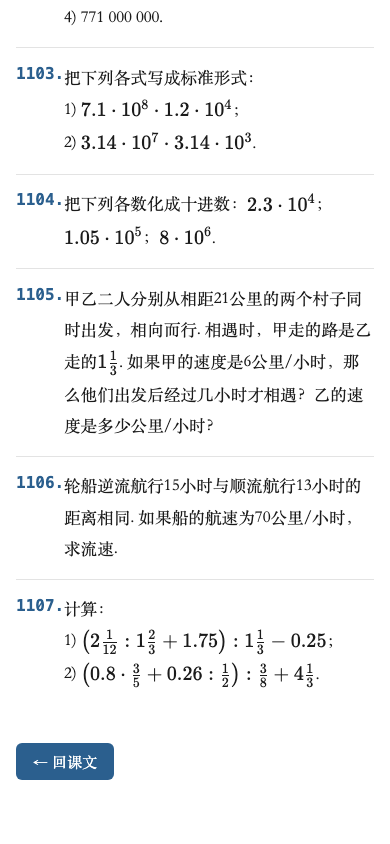 4) 771 000 000.
1103. 把下列各式写成标准形式：
1) 7.1 · 10⁸ · 1.2 · 10⁴；
2) 3.14 · 10⁷ · 3.14 · 10³.
1104. 把下列各数化成十进数：2.3 · 10⁴；
1.05 · 10⁵；8 · 10⁶.
1105. 甲乙二人分别从相距21公里的两个村子同
时出发，相向而行. 相遇时，甲走的路是乙
走的1 1/3. 如果甲的速度是6公里/小时，那
么他们出发后经过几小时才相遇？乙的速
度是多少公里/小时？
1106. 轮船逆流航行15小时与顺流航行13小时的
距离相同. 如果船的航速为70公里/小时，
求流速.
1107. 计算：
1) (2 1/12 : 1 2/3 + 1.75) : 1 1/3 − 0.25；
2) (0.8 · 3/5 + 0.26 : 1/2) : 3/8 + 4 1/3.
← 回课文